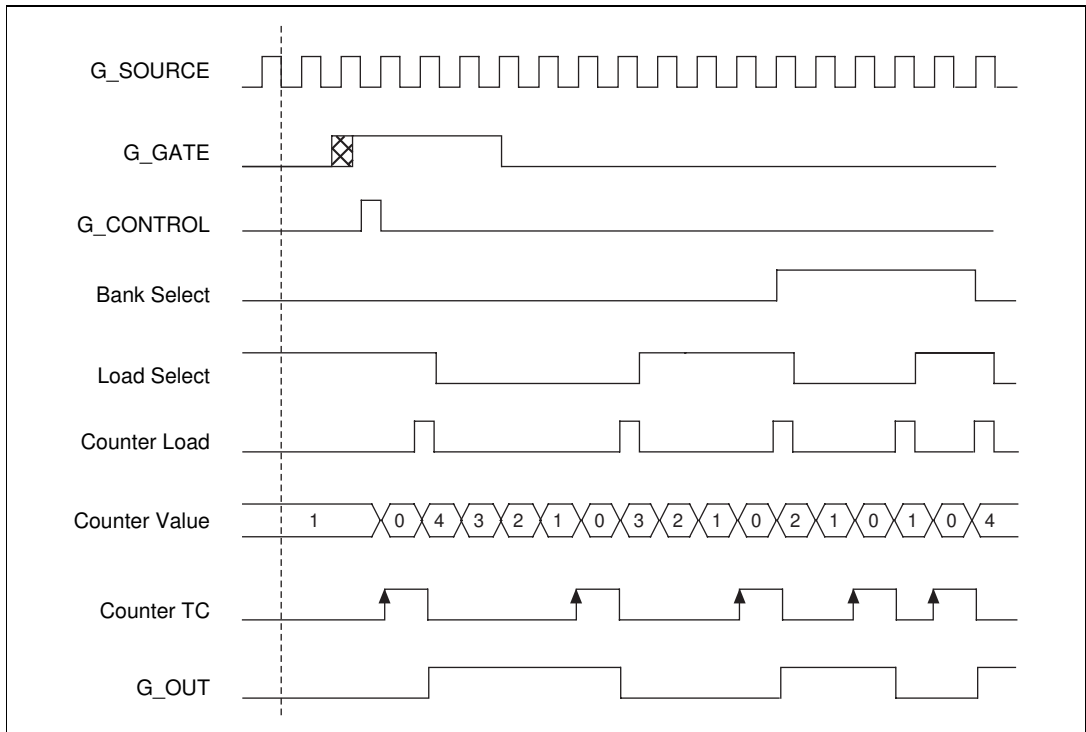 G_SOURCE
G_GATE
G_CONTROL
Bank Select
Load Select
Counter Load
Counter Value 1 0 4 3 2 1 0 3 2 1 0 2 1 0 1 0 4
Counter TC
G_OUT